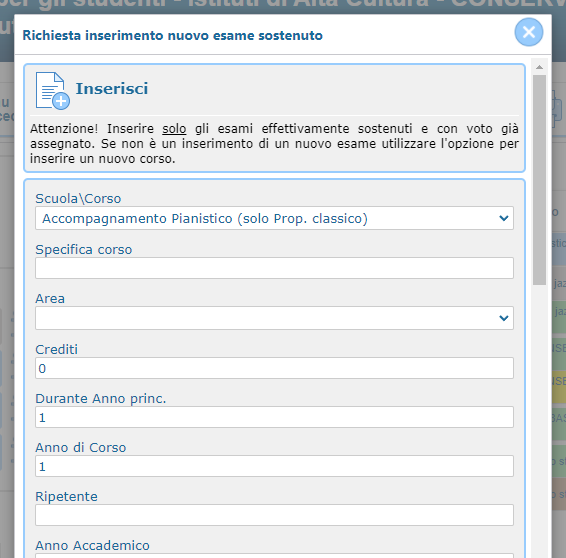 per gli studenti - Istituti di Alta Cultura - CONSERV
Richiesta inserimento nuovo esame sostenuto
Inserisci
Attenzione! Inserire solo gli esami effettivamente sostenuti e con voto già
assegnato. Se non è un inserimento di un nuovo esame utilizzare l'opzione per
inserire un nuovo corso.
Scuola\Corso
Accompagnamento Pianistico (solo Prop. classico)
Specifica corso
Area
Crediti
0
Durante Anno princ.
1
Anno di Corso
1
Ripetente
Anno Accademico